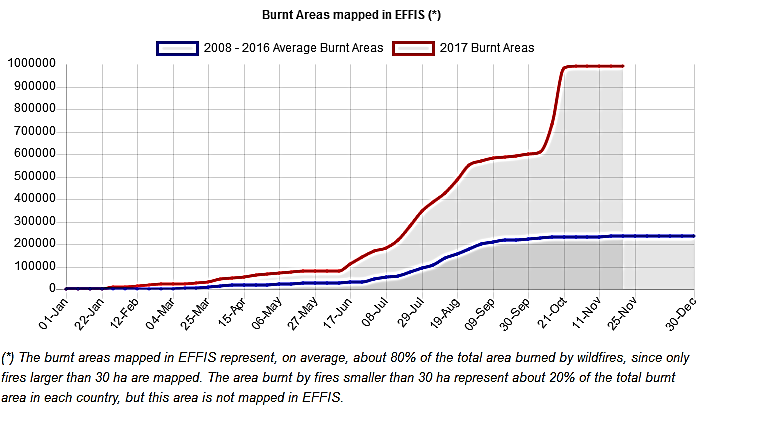 Burnt Areas mapped in EFFIS (*)
2008 - 2016 Average Burnt Areas 2017 Burnt Areas
1000000
900000
800000
700000
600000
500000
400000
300000
200000
100000
0
01-Jan 22-Jan 12-Feb 04-Mar 25-Mar 15-Apr 06-May 27-May 17-Jun 08-Jul 29-Jul 19-Aug 09-Sep 30-Sep 21-Oct 11-Nov 25-Nov 30-Dec
(*) The burnt areas mapped in EFFIS represent, on average, about 80% of the total area burned by wildfires, since only
fires larger than 30 ha are mapped. The area burnt by fires smaller than 30 ha represent about 20% of the total burnt
area in each country, but this area is not mapped in EFFIS.